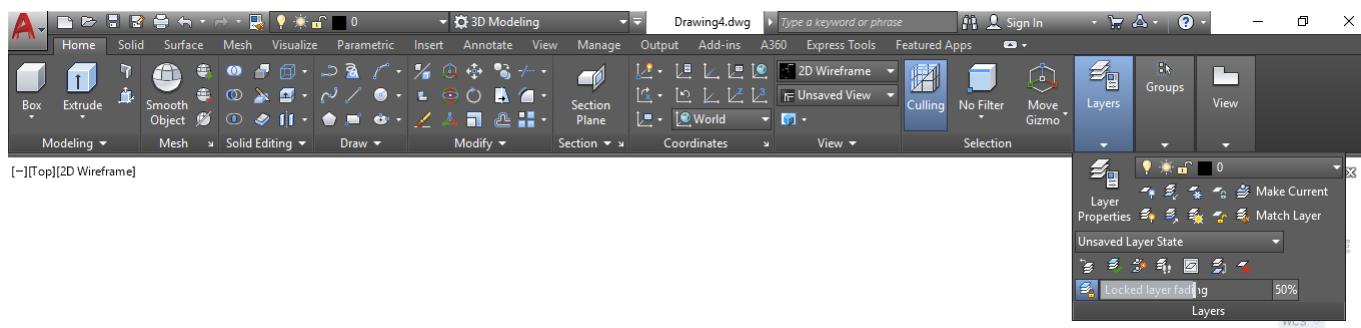 0 3D Modeling Drawing4.dwg Type a keyword or phrase Sign In
Home Solid Surface Mesh Visualize Parametric Insert Annotate View Manage Output Add-ins A360 Express Tools Featured Apps
Box
Extrude
Smooth
Object
Section
Plane
World
2D Wireframe
Unsaved View
Culling
No Filter
Move
Gizmo
Layers
Groups
View
Modeling Mesh Solid Editing Draw Modify Section Coordinates View Selection
[−][Top][2D Wireframe]
0
Layer
Properties
Make Current
Match Layer
Unsaved Layer State
Locked layer fading 50%
Layers
WCS